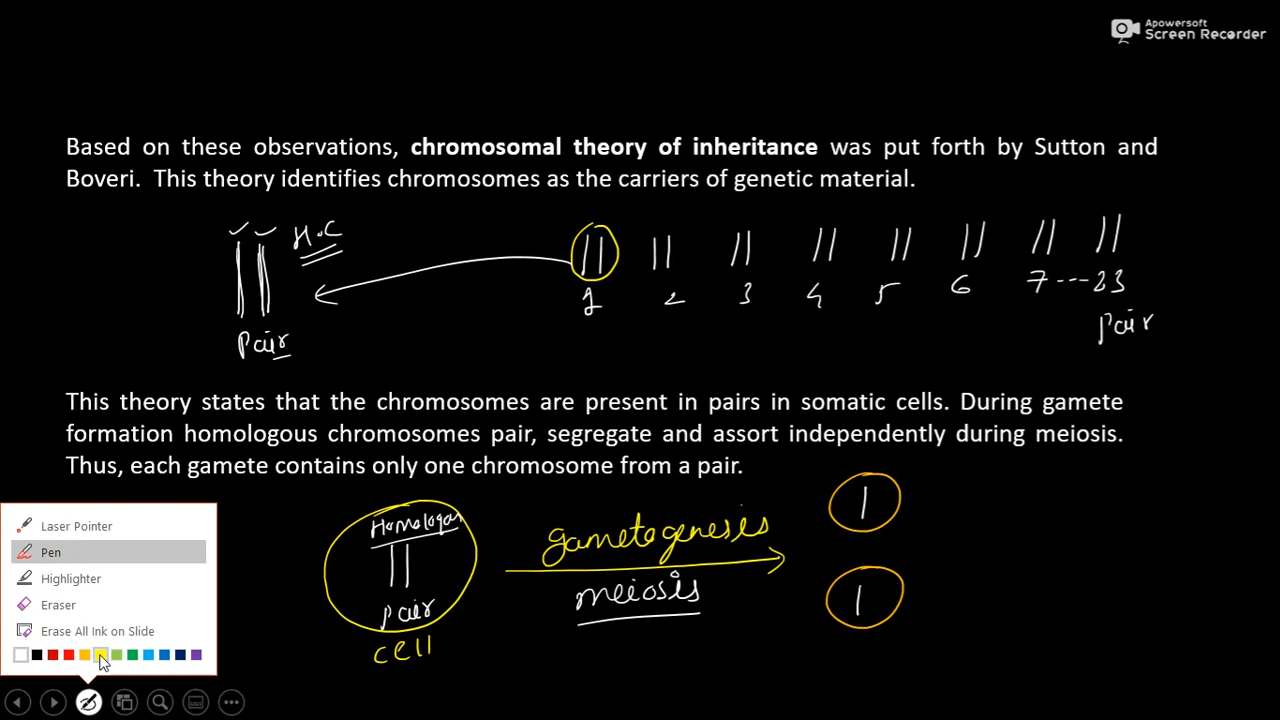 Apowersoft
Screen Recorder
Based on these observations, chromosomal theory of inheritance was put forth by Sutton and
Boveri. This theory identifies chromosomes as the carriers of genetic material.
H.C
1 2 3 4 5 6 7 --- 23
Pair
pair
This theory states that the chromosomes are present in pairs in somatic cells. During gamete
formation homologous chromosomes pair, segregate and assort independently during meiosis.
Thus, each gamete contains only one chromosome from a pair.
Homologan
gametogenesis
meiosis
pair
cell
Laser Pointer
Pen
Highlighter
Eraser
Erase All Ink on Slide